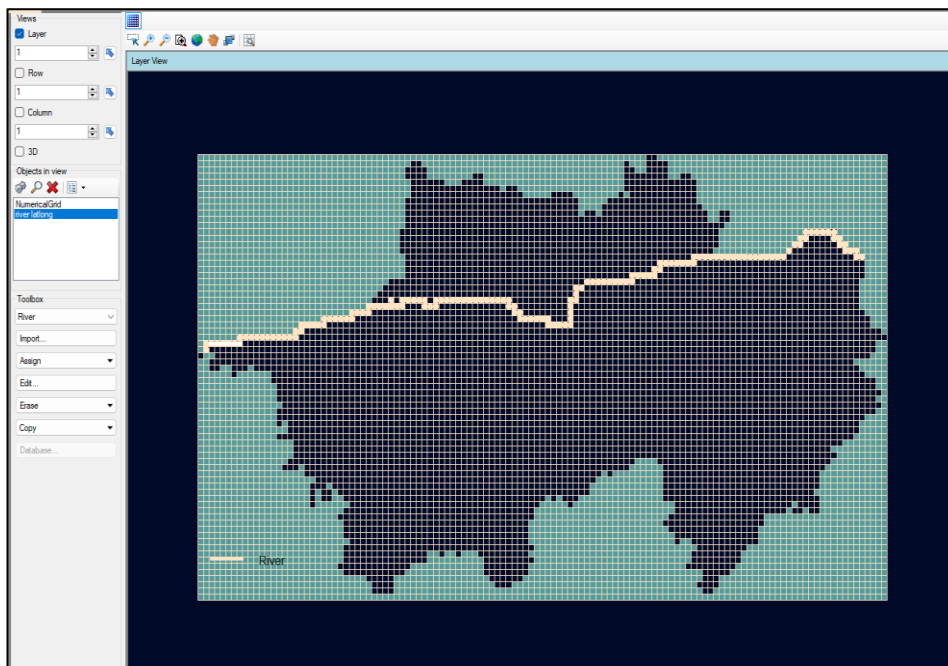 Views
Layer
1
Row
1
Column
1
3D
Objects in view
NumericalGrid
river latlong
Toolbox
River
Import...
Assign
Edit...
Erase
Copy
Database...
Layer View
River